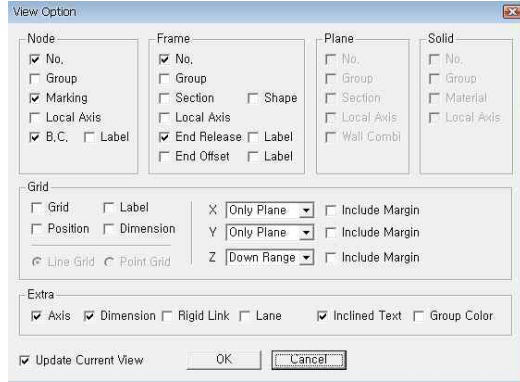 View Option
Node
No.
Group
Marking
Local Axis
B.C. Label
Frame
No.
Group
Section Shape
Local Axis
End Release Label
End Offset Label
Plane
No.
Group
Section
Local Axis
Wall Combi
Solid
No.
Group
Material
Local Axis
Grid
Grid Label
Position Dimension
Line Grid Point Grid
X Only Plane Include Margin
Y Only Plane Include Margin
Z Down Range Include Margin
Extra
Axis Dimension Rigid Link Lane Inclined Text Group Color
Update Current View OK Cancel